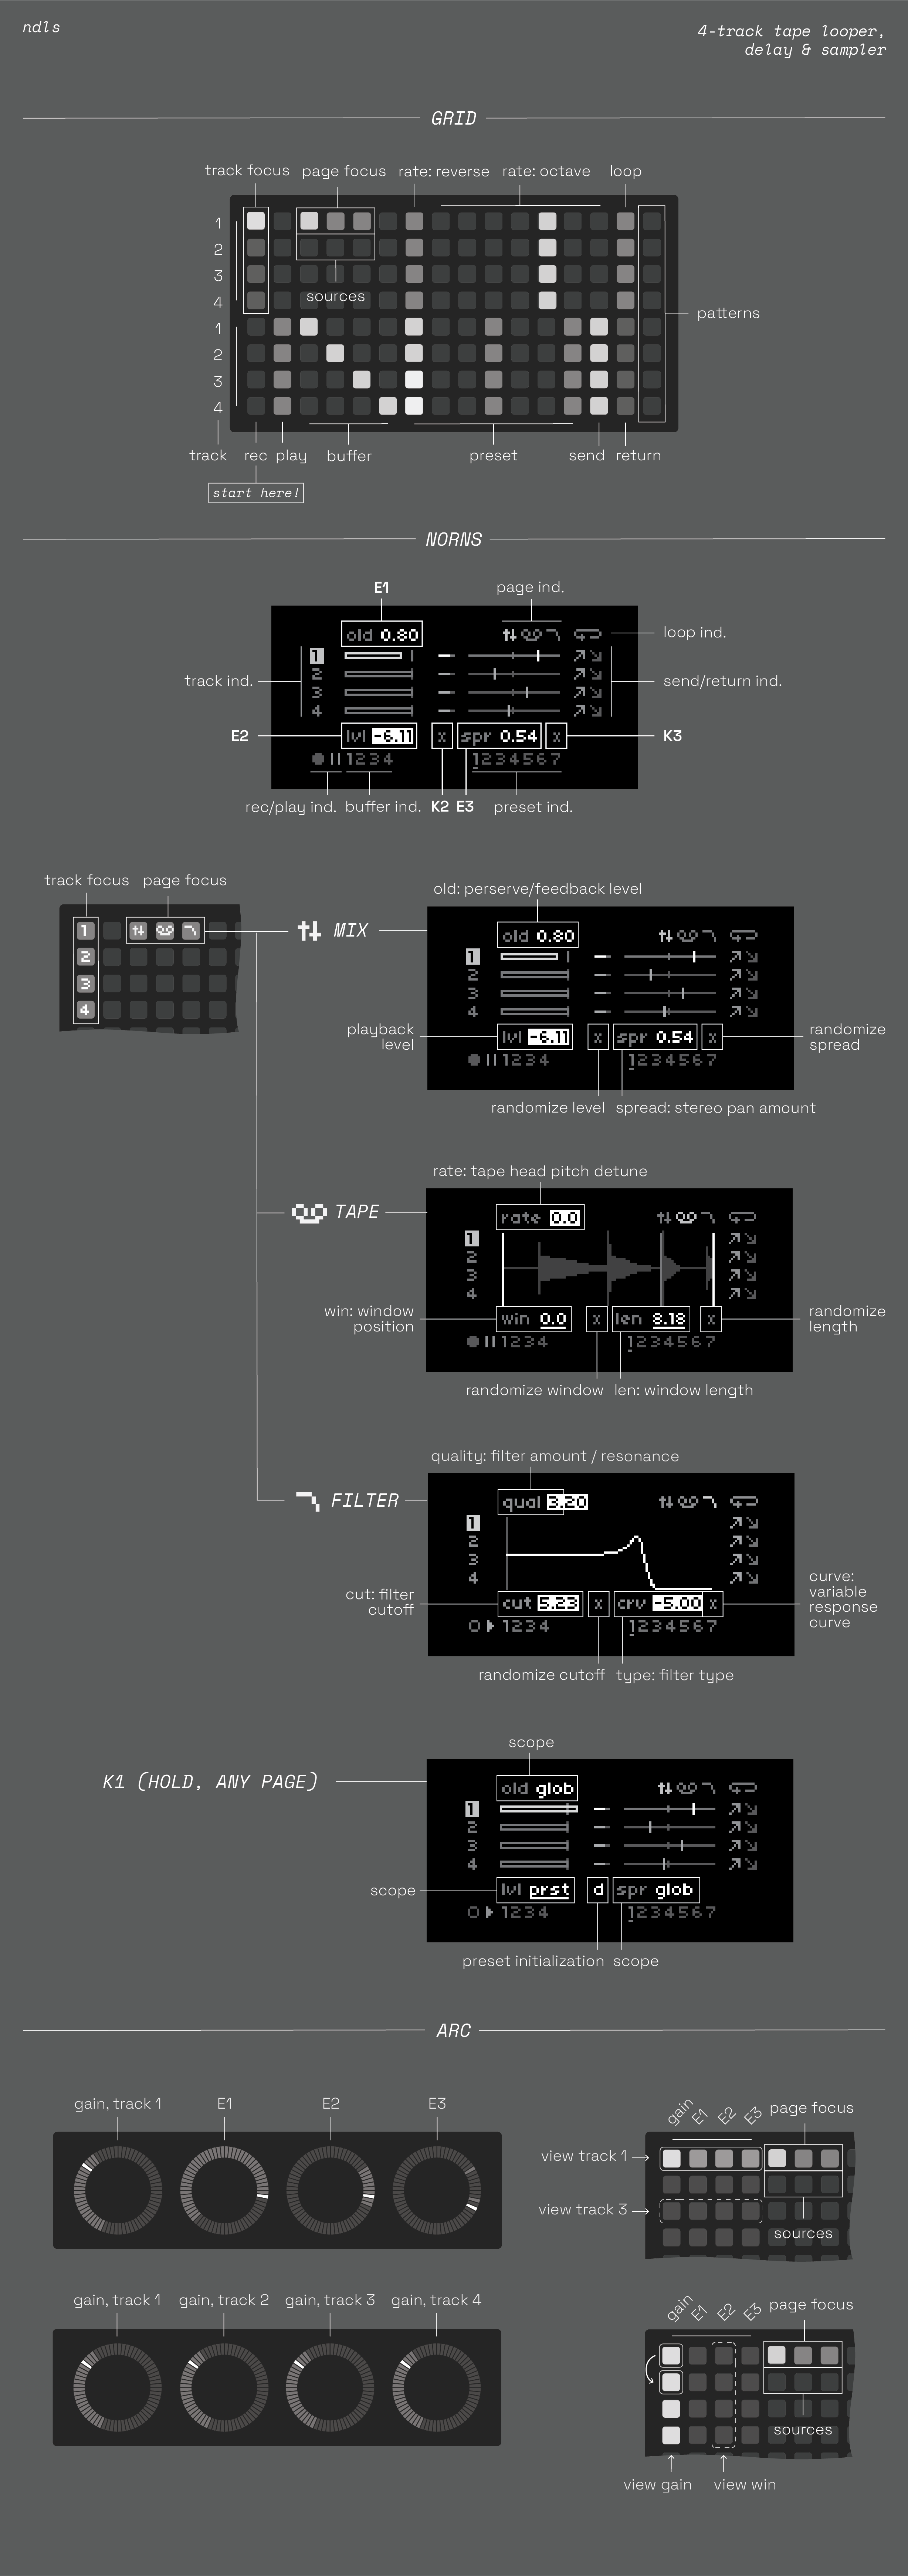 ndls
4-track tape looper,
delay & sampler
GRID
track focus page focus rate: reverse rate: octave loop
1
2
3
4
sources
1
2
3
4
patterns
track rec play buffer preset send return
start here!
NORNS
E1 page ind.
old 0.80
loop ind.
1
2
3
4
track ind.
send/return ind.
E2
lvl -6.11 x spr 0.54 x
K3
1234 1234567
rec/play ind. buffer ind. K2 E3 preset ind.
track focus page focus
1
2
3
4
MIX
old: perserve/feedback level
old 0.80
1
2
3
4
playback
level
lvl -6.11 x spr 0.54 x
randomize
spread
1234 1234567
randomize level spread: stereo pan amount
TAPE
rate: tape head pitch detune
rate 0.0
1
2
3
4
win: window
position
win 0.0 x len 8.18 x
randomize
length
1234 1234567
randomize window len: window length
FILTER
quality: filter amount / resonance
qual 3.20
1
2
3
4
cut: filter
cutoff
cut 5.23 x crv -5.00 x
curve:
variable
response
curve
1234 1234567
randomize cutoff type: filter type
K1 (HOLD, ANY PAGE)
scope
old glob
1
2
3
4
scope
lvl prst d spr glob
1234 1234567
preset initialization scope
ARC
gain, track 1 E1 E2 E3
gain E1 E2 E3 page focus
view track 1
view track 3
sources
gain, track 1 gain, track 2 gain, track 3 gain, track 4
gain E1 E2 E3 page focus
sources
view gain view win